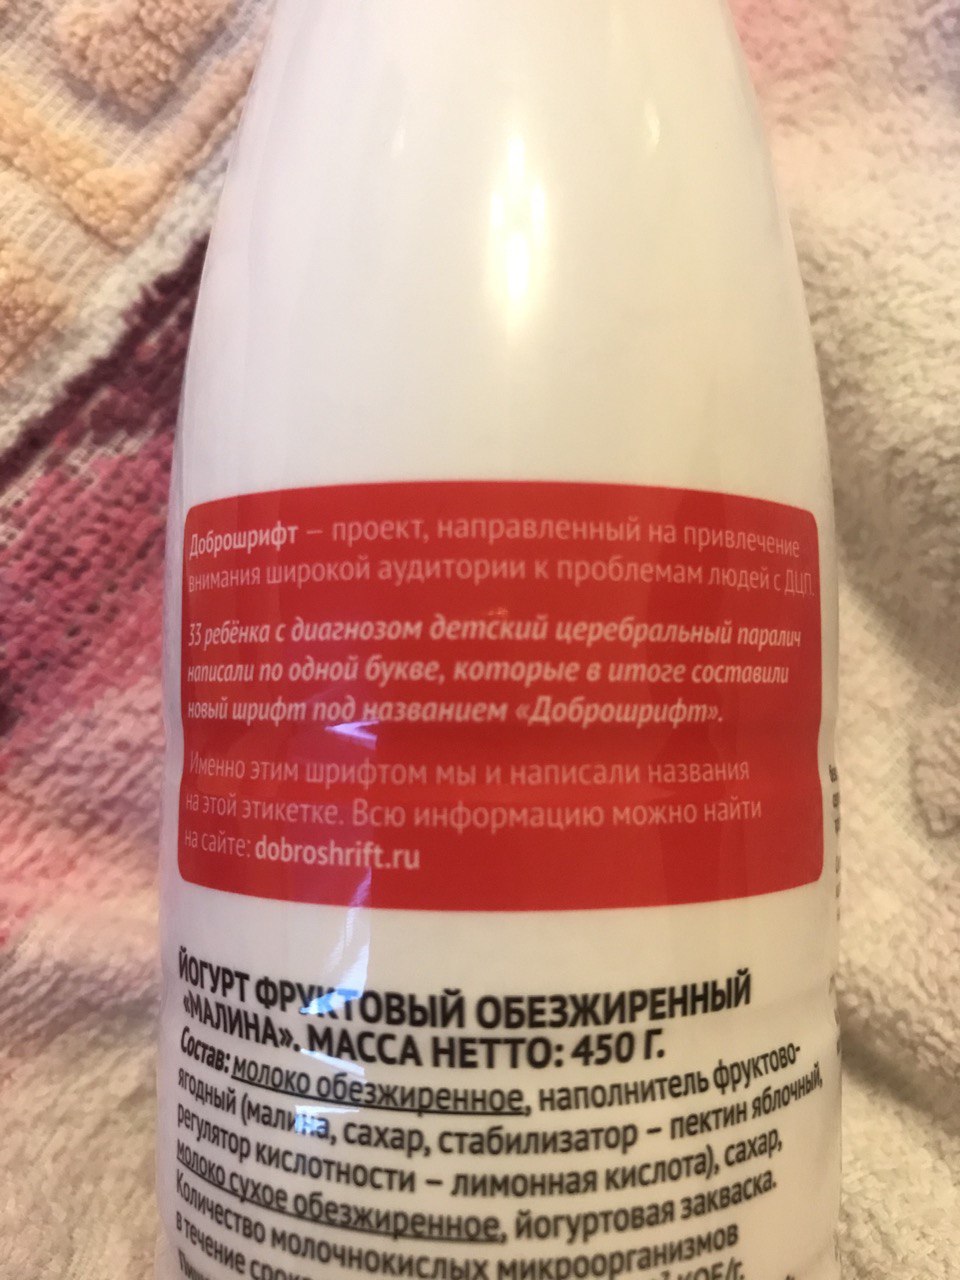 Доброшрифт – проект, направленный на привлечение
внимания широкой аудитории к проблемам людей с ДЦП.
33 ребёнка с диагнозом детский церебральный паралич
написали по одной букве, которые в итоге составили
новый шрифт под названием «Доброшрифт».
Именно этим шрифтом мы и написали названия
на этой этикетке. Всю информацию можно найти
на сайте: dobroshrift.ru
ЙОГУРТ ФРУКТОВЫЙ ОБЕЗЖИРЕННЫЙ
«МАЛИНА». МАССА НЕТТО: 450 Г.
Состав: молоко обезжиренное, наполнитель фруктово-
ягодный (малина, сахар, стабилизатор – пектин яблочный,
регулятор кислотности – лимонная кислота), сахар,
молоко сухое обезжиренное, йогуртовая закваска.
Количество молочнокислых микроорганизмов
в течение срока КОЕ/г.